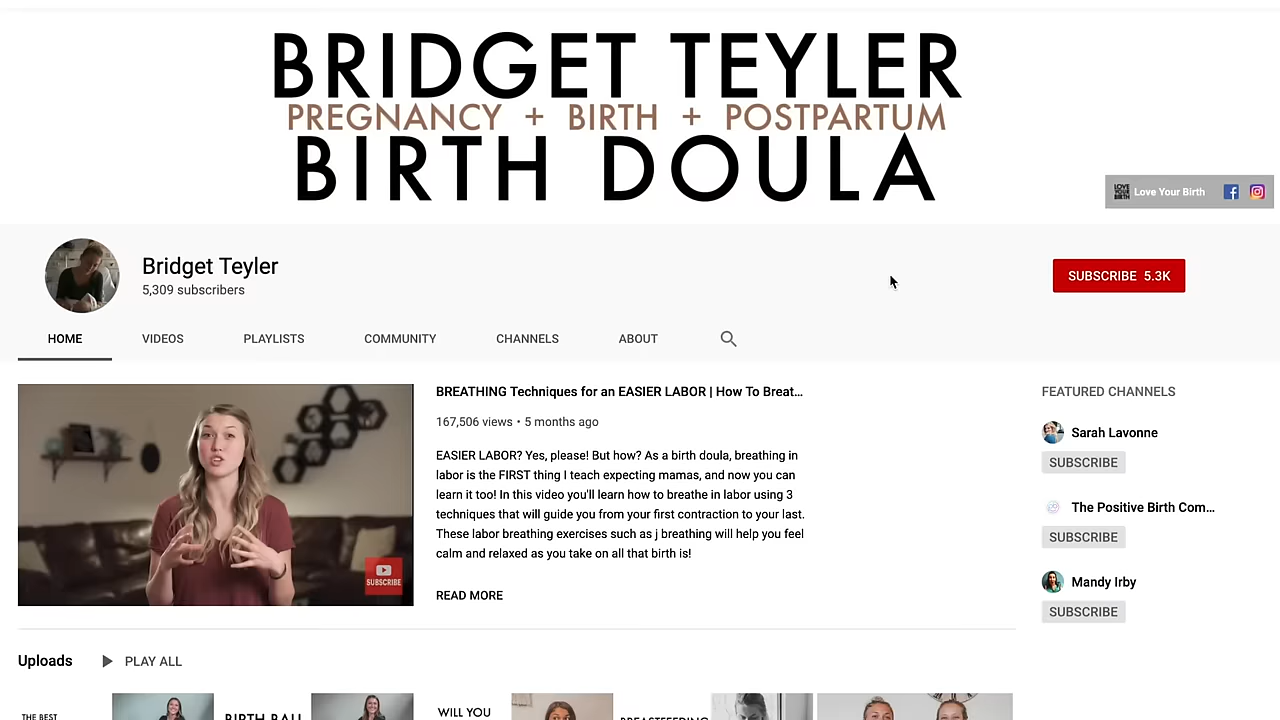 BRIDGET TEYLER
PREGNANCY + BIRTH + POSTPARTUM
BIRTH DOULA
LOVE YOUR BIRTH
Love Your Birth
Bridget Teyler
5,309 subscribers
SUBSCRIBE 5.3K
HOME
VIDEOS
PLAYLISTS
COMMUNITY
CHANNELS
ABOUT
SUBSCRIBE
BREATHING Techniques for an EASIER LABOR | How To Breat...
167,506 views • 5 months ago
EASIER LABOR? Yes, please! But how? As a birth doula, breathing in
labor is the FIRST thing I teach expecting mamas, and now you can
learn it too! In this video you'll learn how to breathe in labor using 3
techniques that will guide you from your first contraction to your last.
These labor breathing exercises such as j breathing will help you feel
calm and relaxed as you take on all that birth is!
READ MORE
FEATURED CHANNELS
Sarah Lavonne
SUBSCRIBE
The Positive Birth Com...
SUBSCRIBE
Mandy Irby
SUBSCRIBE
Uploads
PLAY ALL
THE BEST
BIRTH BALL
WILL YOU
BREASTFEEDING